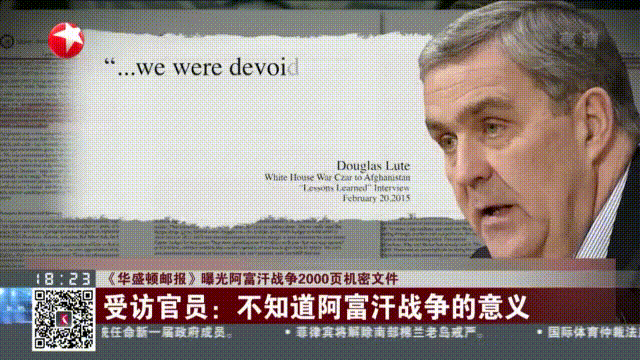 高清
“...we were devoid
Douglas Lute
White House War Czar to Afghanistan
“Lessons Learned” Interview
February 20.2015
18:23
《华盛顿邮报》曝光阿富汗战争2000页机密文件
受访官员：不知道阿富汗战争的意义
统任命新一届政府成员。 ·菲律宾将解除南部棉兰老岛戒严。 ·国际体育仲裁法